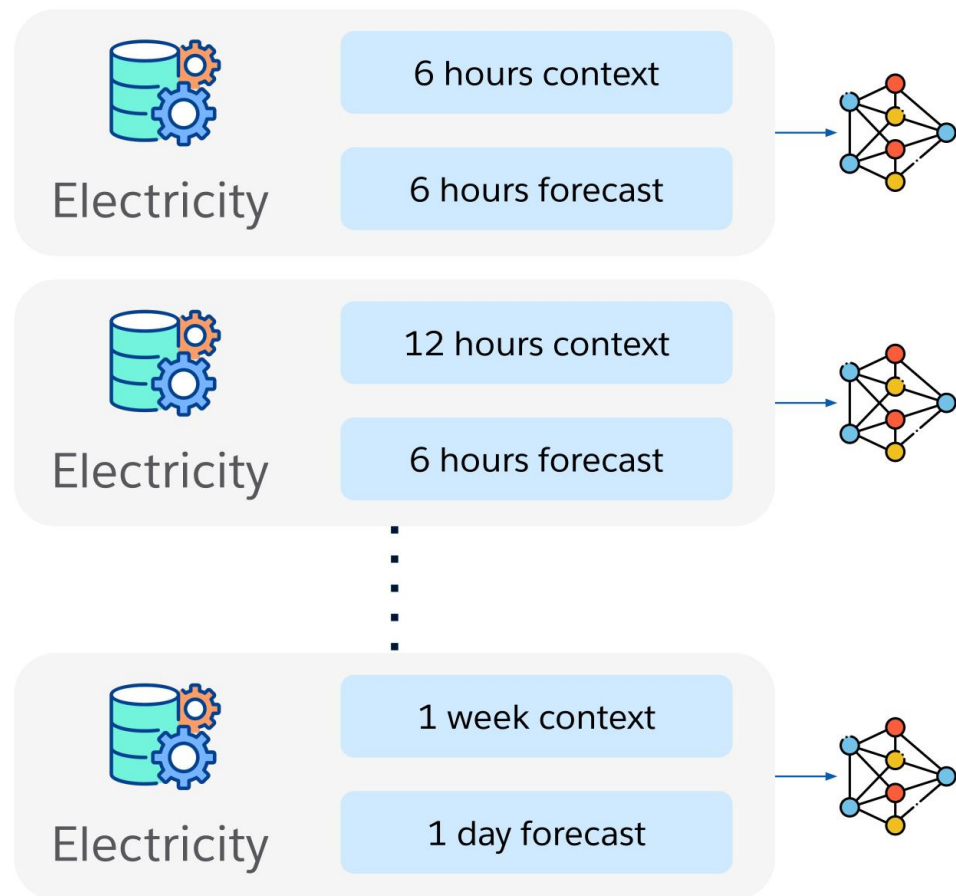 6 hours context
6 hours forecast
Electricity
12 hours context
6 hours forecast
Electricity
1 week context
1 day forecast
Electricity